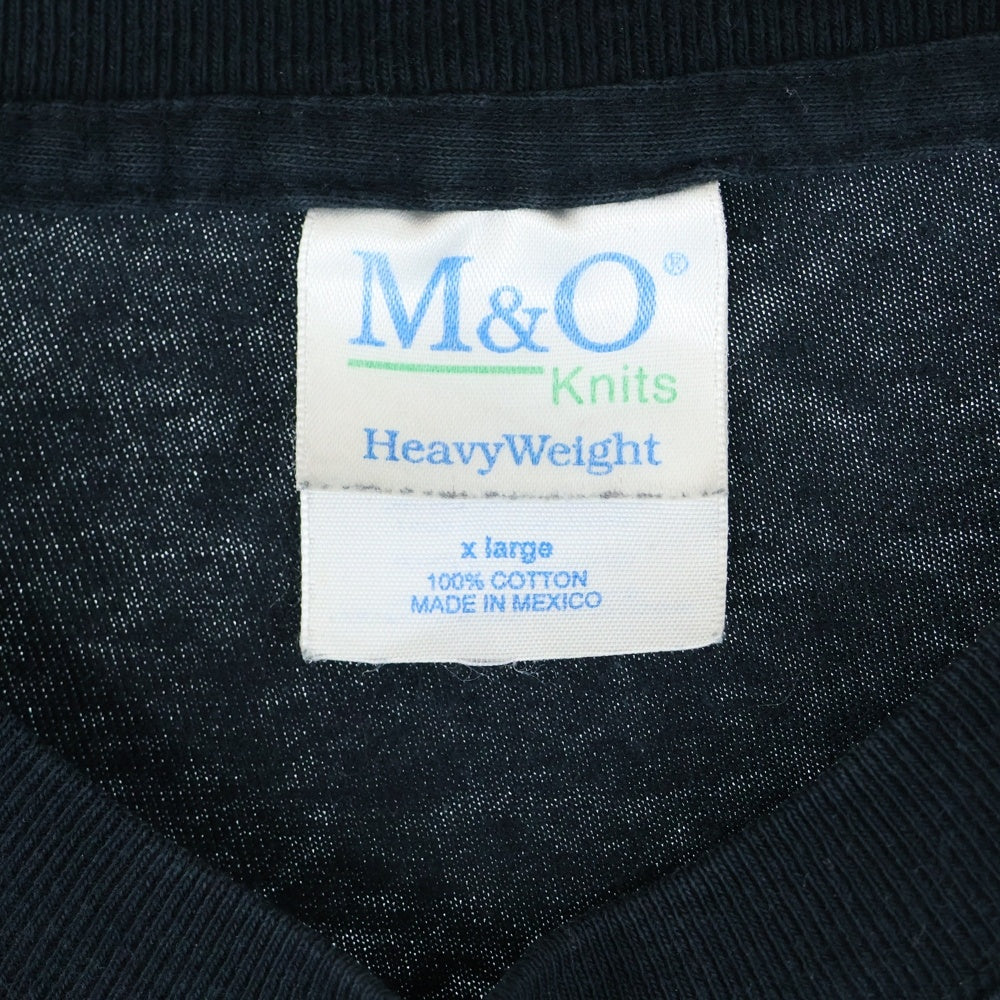 M&O®
Knits
HeavyWeight
x large
100% COTTON
MADE IN MEXICO